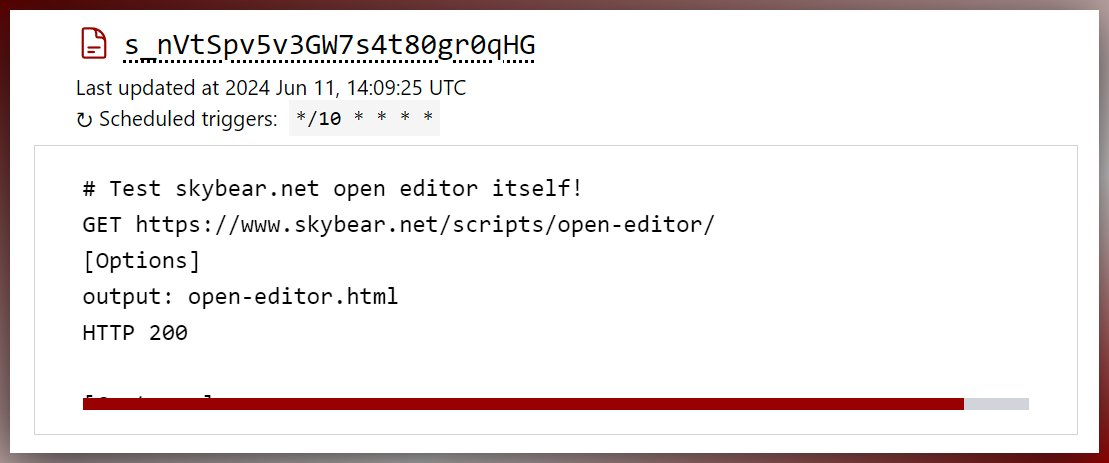 s_nVtSpv5v3GW7s4t80gr0qHG
Last updated at 2024 Jun 11, 14:09:25 UTC
↻ Scheduled triggers: */10 * * * *
# Test skybear.net open editor itself!
GET https://www.skybear.net/scripts/open-editor/
[Options]
output: open-editor.html
HTTP 200